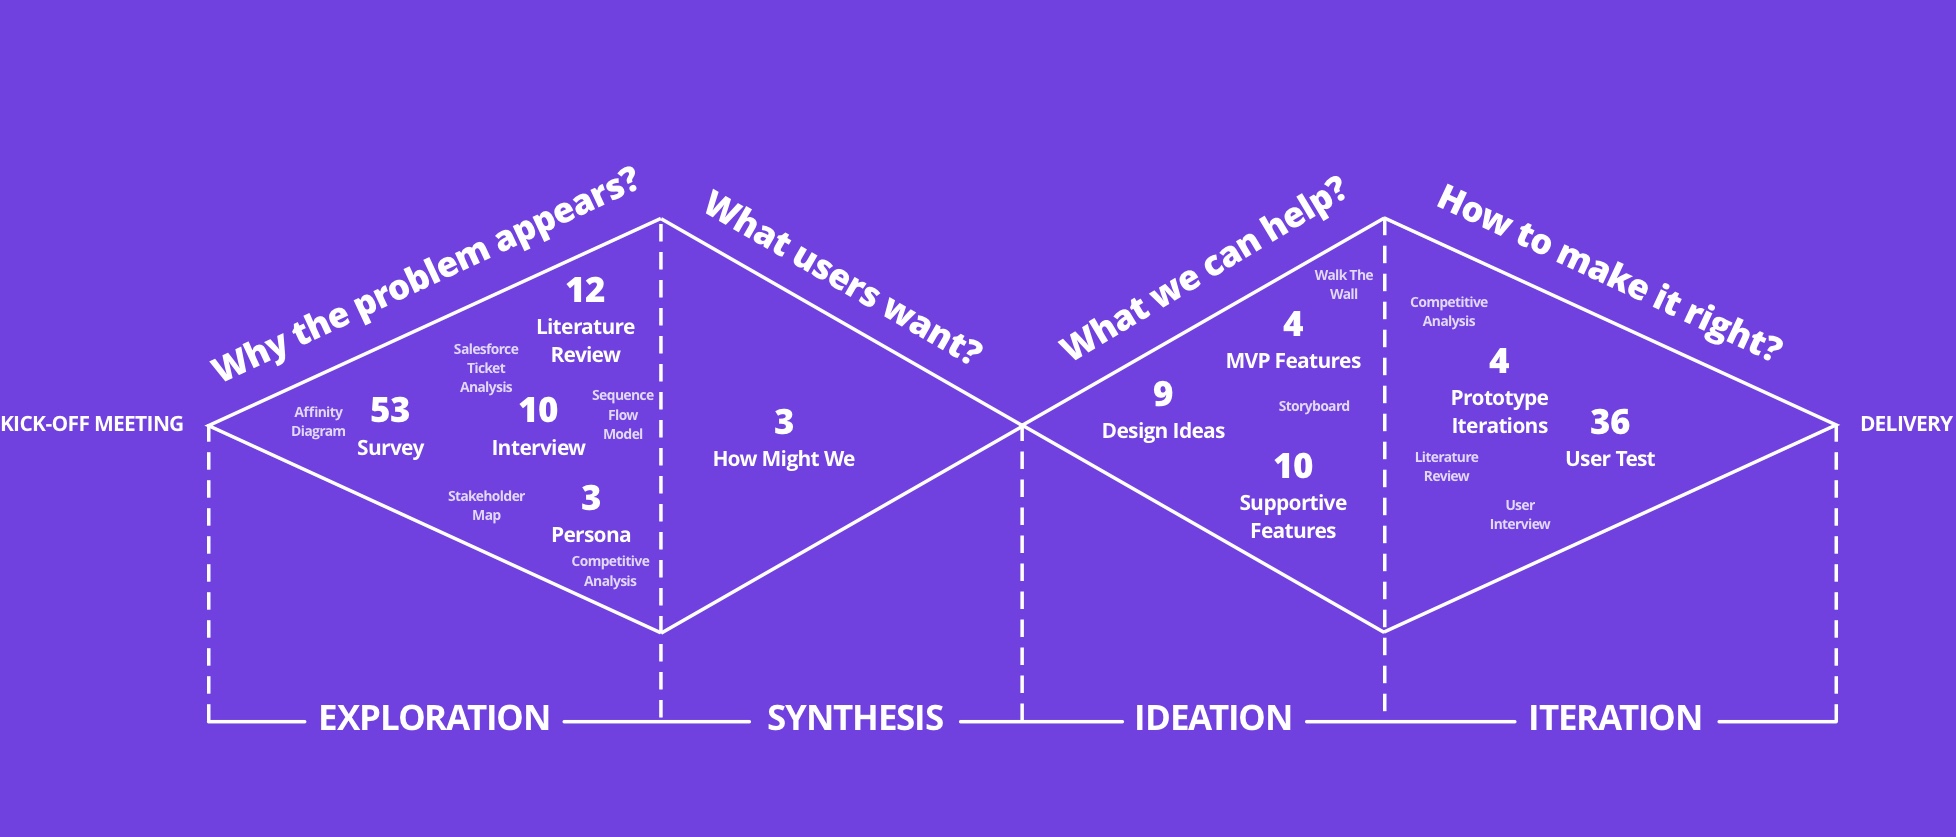 Why the problem appears?
What users want?
What we can help?
How to make it right?
KICK-OFF MEETING
Affinity
Diagram
53
Survey
Salesforce
Ticket
Analysis
12
Literature
Review
10
Interview
Sequence
Flow
Model
Stakeholder
Map
3
Persona
Competitive
Analysis
3
How Might We
9
Design Ideas
Walk The
Wall
4
MVP Features
Storyboard
10
Supportive
Features
Competitive
Analysis
4
Prototype
Iterations
36
User Test
Literature
Review
User
Interview
DELIVERY
EXPLORATION
SYNTHESIS
IDEATION
ITERATION